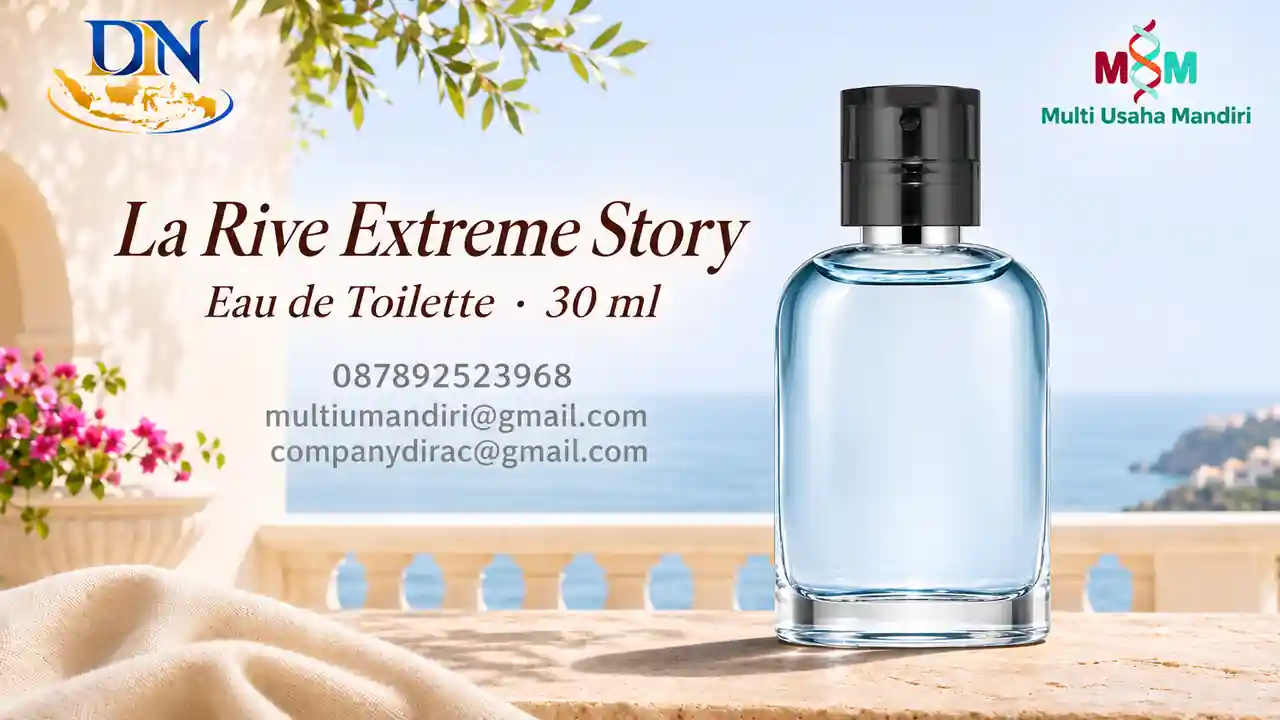 DN
MSM
Multi Usaha Mandiri
La Rive Extreme Story
Eau de Toilette · 30 ml
087892523968
multiumandiri@gmail.com
companydirac@gmail.com